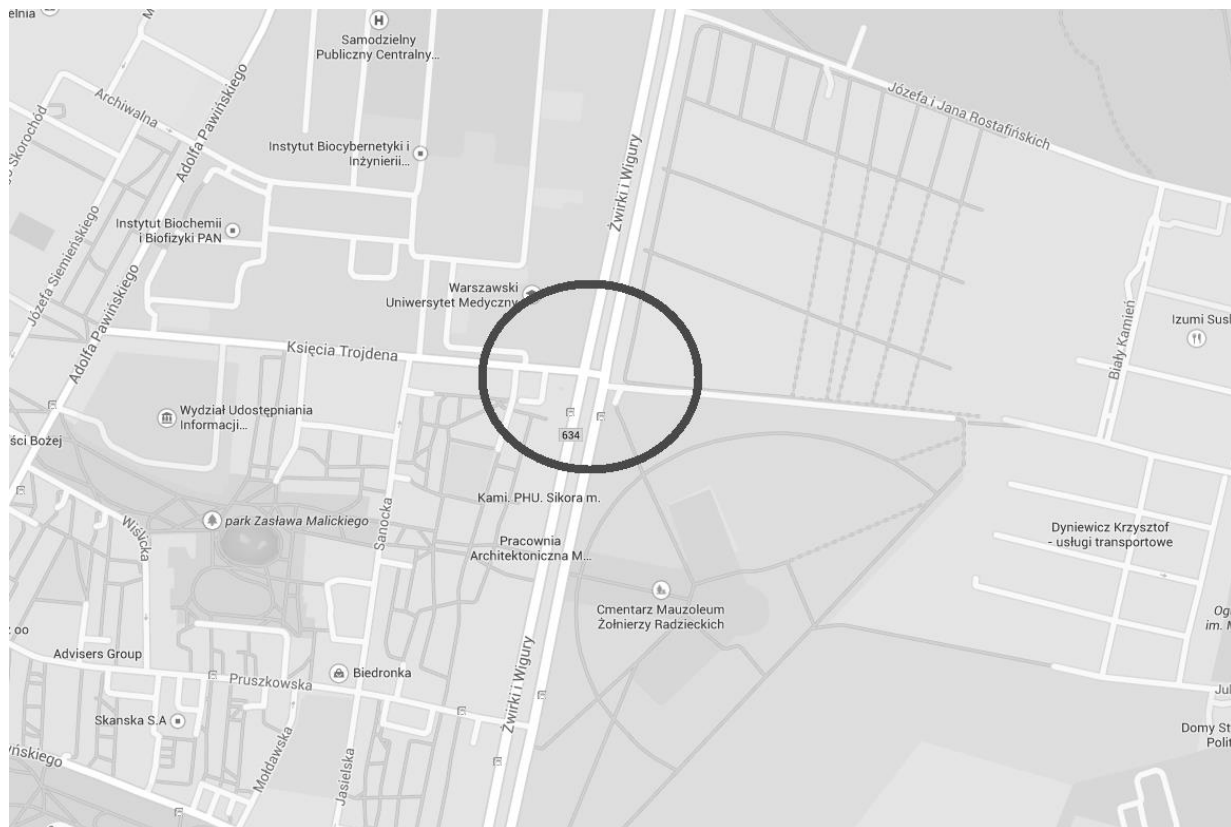 elnia
M
Samodzielny
Publiczny Centralny...
Archiwalna
Adolfa Pawińskiego
Skorochód
Józefa i Jana Rostafińskich
Żwirki i Wigury
Instytut Biocybernetyki i
Inżynierii...
Instytut Biochemii
i Biofizyki PAN
Józefa Siemieńskiego
Adolfa Pawińskiego
Warszawski
Uniwersytet Medyczny
Księcia Trojdena
Biały Kamień
Izumi Sus
Wydział Udostępniania
Informacji...
ści Bożej
634
Kami. PHU. Sikora m.
park Zasława Malickiego
Wiślicka
Sanocka
Pracownia
Architektoniczna M...
Dyniewicz Krzysztof
- usługi transportowe
Cmentarz Mauzoleum
Żołnierzy Radzieckich
Og
im. M
z oo
Advisers Group
Biedronka
Pruszkowska
Żwirki i Wigury
Skanska S.A
Mołdawska
Jasielska
yńskiego
Jul
Domy St
Polit